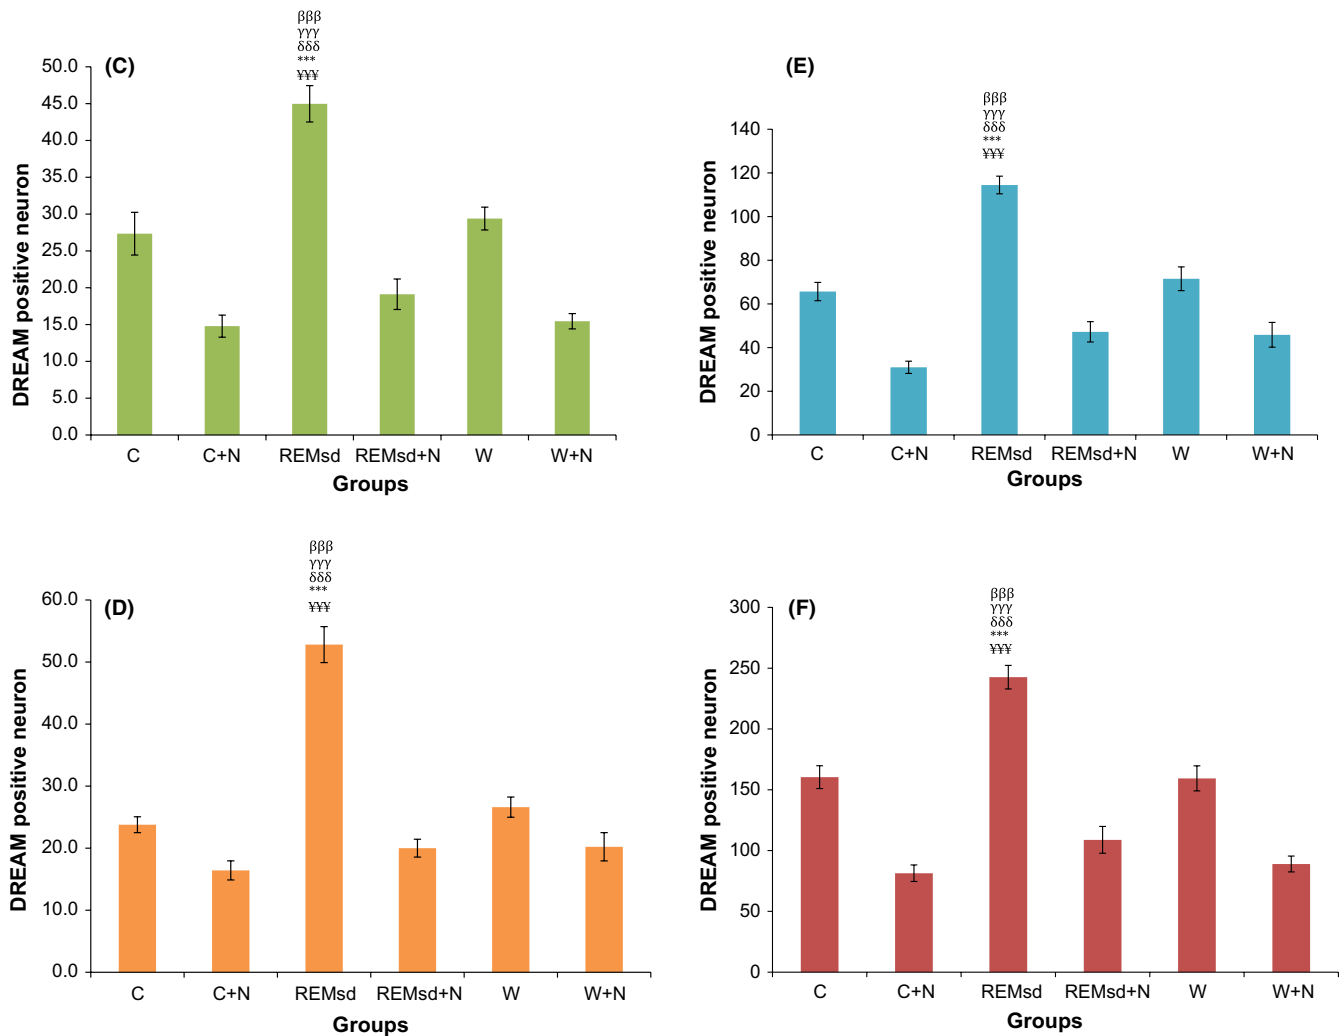 βββ
γγγ
δδδ
***
¥¥¥
(C)
50.0
45.0
40.0
35.0
30.0
25.0
20.0
15.0
10.0
5.0
0.0
DREAM positive neuron
C C+N REMsd REMsd+N W W+N
Groups
βββ
γγγ
δδδ
***
¥¥¥
(E)
140
120
100
80
60
40
20
0
DREAM positive neuron
C C+N REMsd REMsd+N W W+N
Groups
βββ
γγγ
δδδ
***
¥¥¥
(D)
60.0
50.0
40.0
30.0
20.0
10.0
0.0
DREAM positive neuron
C C+N REMsd REMsd+N W W+N
Groups
βββ
γγγ
δδδ
***
¥¥¥
(F)
300
250
200
150
100
50
0
DREAM positive neuron
C C+N REMsd REMsd+N W W+N
Groups